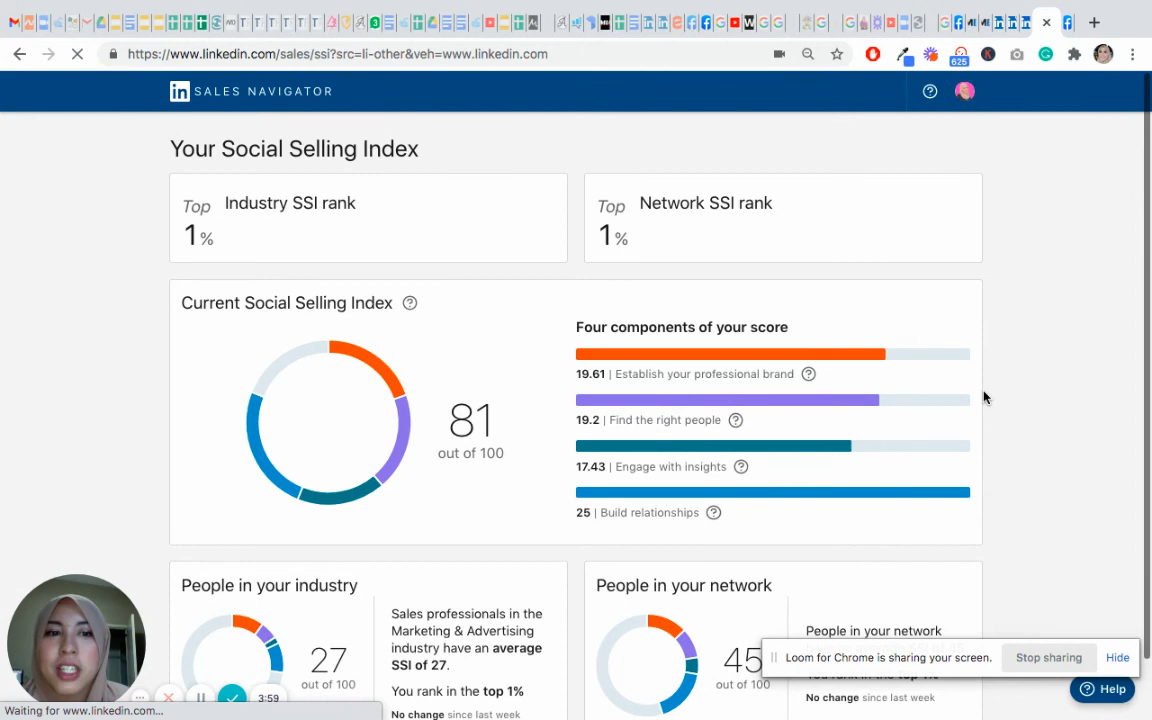 https://www.linkedin.com/sales/ssi?src=li-other&veh=www.linkedin.com
625
in SALES NAVIGATOR
Your Social Selling Index
Top Industry SSI rank
1%
Top Network SSI rank
1%
Current Social Selling Index
81
out of 100
Four components of your score
19.61 | Establish your professional brand
19.2 | Find the right people
17.43 | Engage with insights
25 | Build relationships
People in your industry
27
out of 100
Sales professionals in the
Marketing & Advertising
industry have an average
SSI of 27.
You rank in the top 1%
No change since last week
People in your network
45
out of 100
People in your network
No change since last week
Loom for Chrome is sharing your screen.
Stop sharing
Hide
Help
3:59
Waiting for www.linkedin.com...